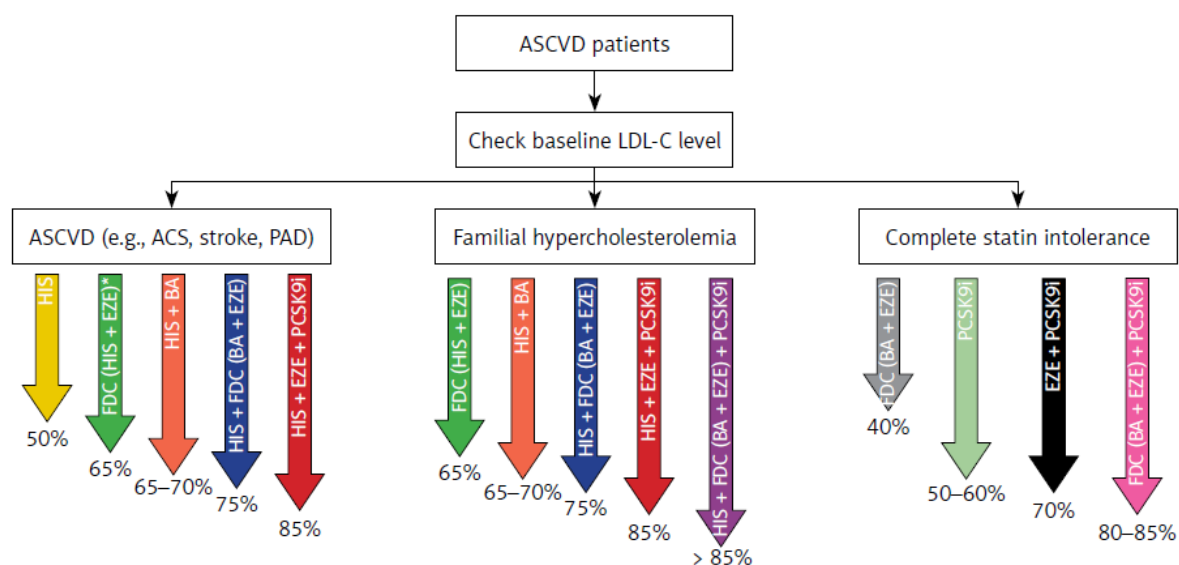 ASCVD patients
Check baseline LDL-C level
ASCVD (e.g., ACS, stroke, PAD)
Familial hypercholesterolemia
Complete statin intolerance
HIS
FDC (HIS + EZE)*
HIS + BA
HIS + FDC (BA + EZE)
HIS + EZE + PCSK9i
50%
65%
65–70%
75%
85%
FDC (HIS + EZE)
HIS + BA
HIS + FDC (BA + EZE)
HIS + EZE + PCSK9i
HIS + FDC (BA + EZE) + PCSK9i
65%
65–70%
75%
85%
> 85%
FDC (BA + EZE)
PCSK9i
EZE + PCSK9i
FDC (BA + EZE) + PCSK9i
40%
50–60%
70%
80–85%